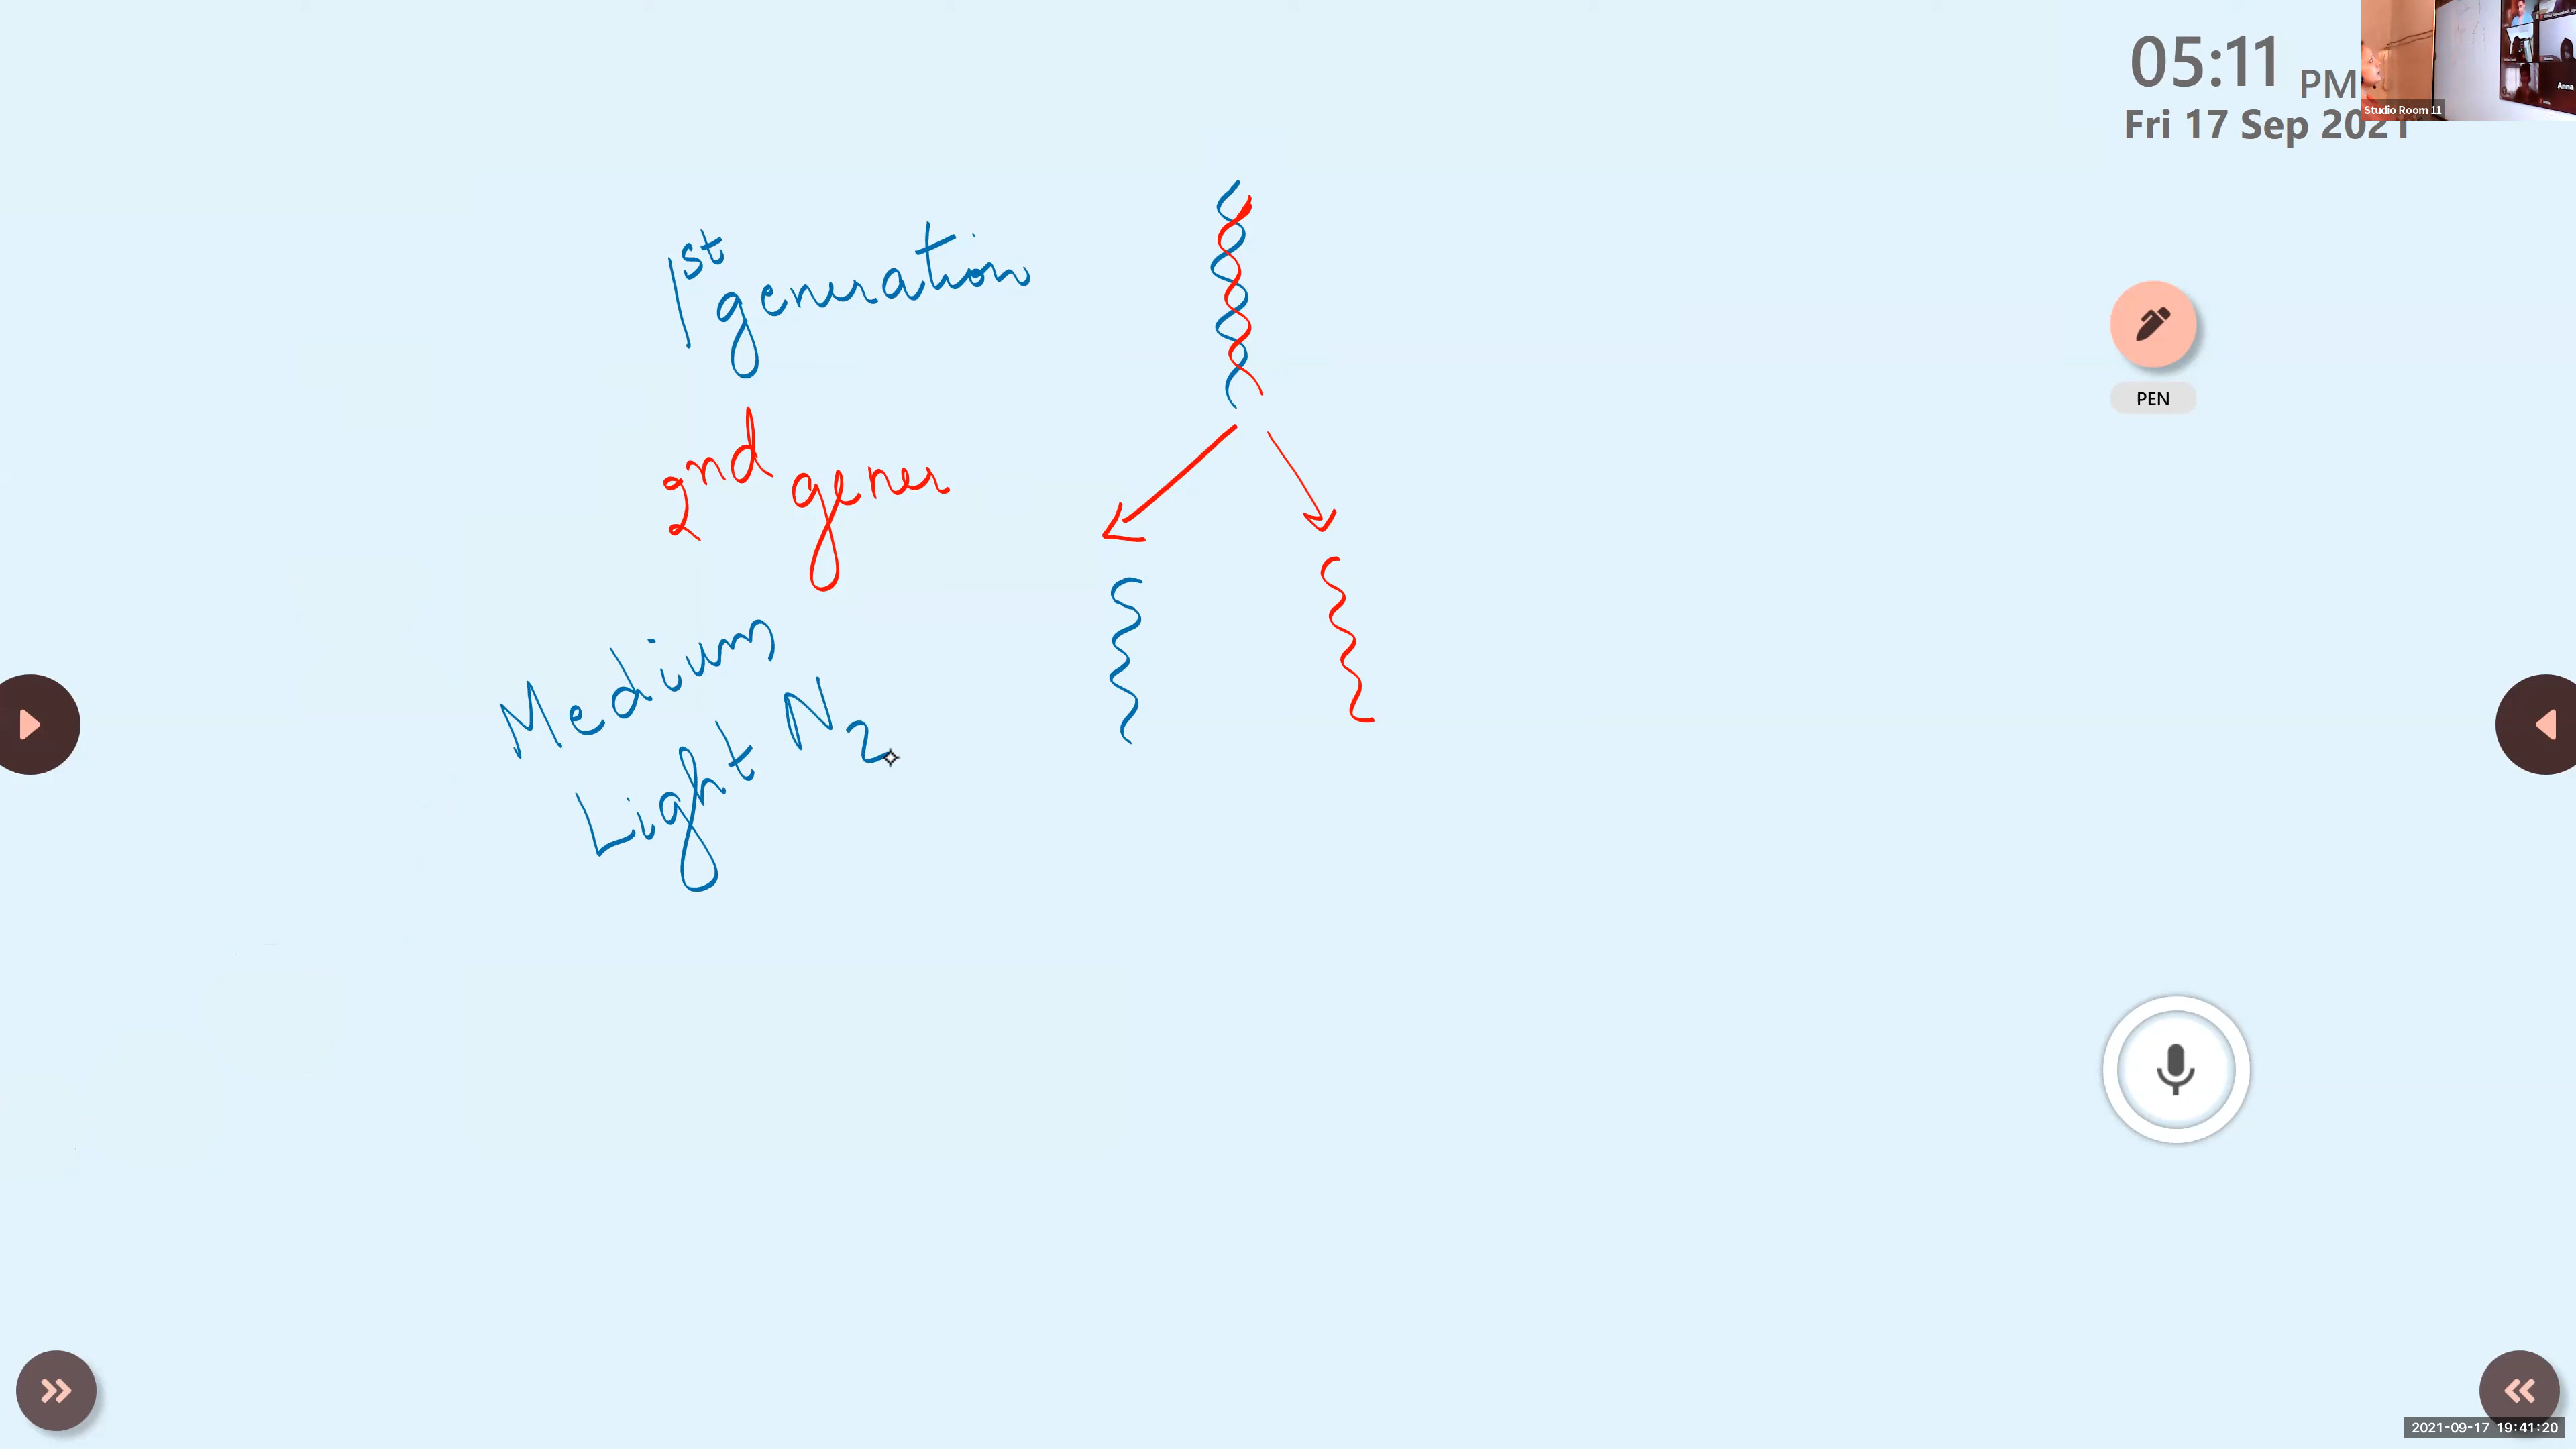 05:11 PM
Fri 17 Sep 2021
Studio Room 11
Anna
1st generation
2nd gener
Medium
Light N2
PEN
2021-09-17 19:41:20